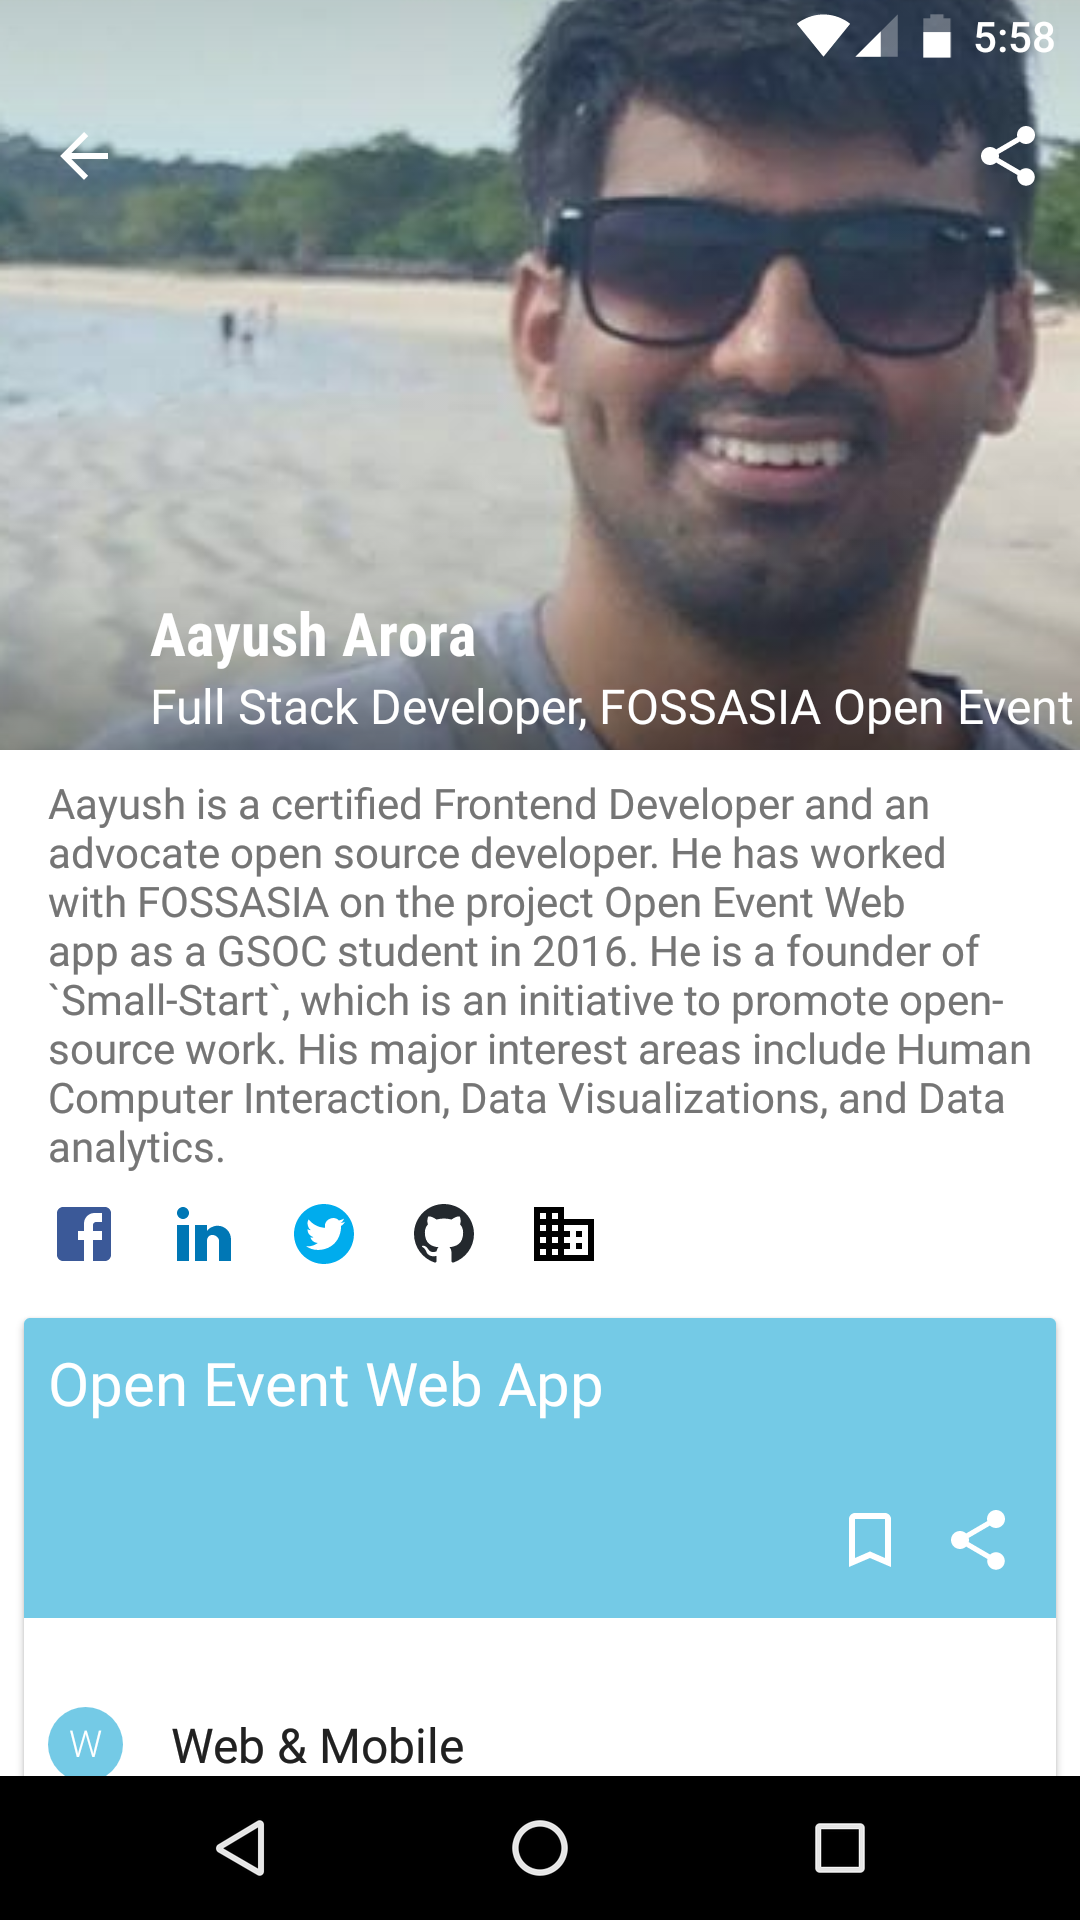 5:58
Aayush Arora
Full Stack Developer, FOSSASIA Open Event
Aayush is a certified Frontend Developer and an
advocate open source developer. He has worked
with FOSSASIA on the project Open Event Web
app as a GSOC student in 2016. He is a founder of
`Small-Start`, which is an initiative to promote open-
source work. His major interest areas include Human
Computer Interaction, Data Visualizations, and Data
analytics.
Open Event Web App
W Web & Mobile